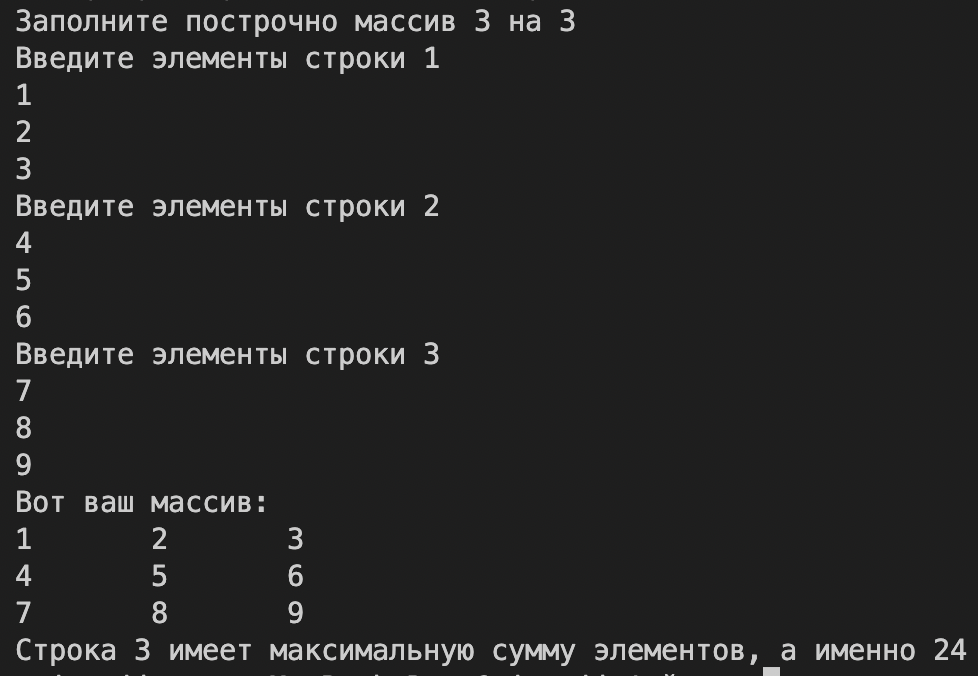 Заполните построчно массив 3 на 3
Введите элементы строки 1
1
2
3
Введите элементы строки 2
4
5
6
Введите элементы строки 3
7
8
9
Вот ваш массив:
1 2 3
4 5 6
7 8 9
Строка 3 имеет максимальную сумму элементов, а именно 24